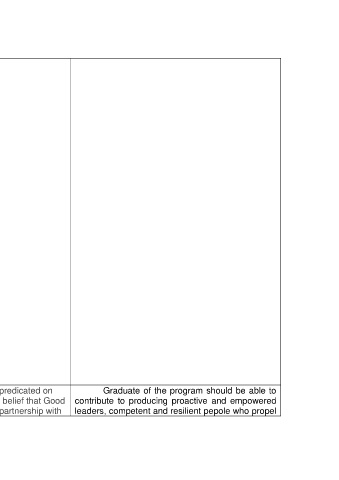 predicated on
belief that Good
partnership with
Graduate of the program should be able to
contribute to producing proactive and empowered
leaders, competent and resilient pepole who propel